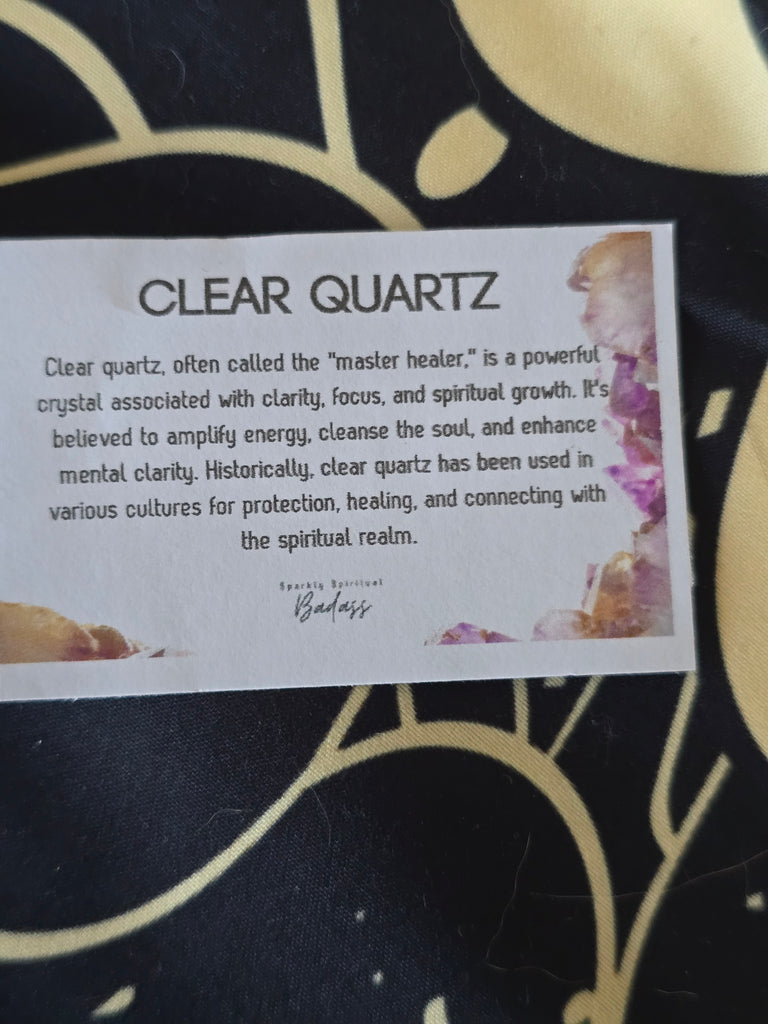 CLEAR QUARTZ
Clear quartz, often called the "master healer," is a powerful
crystal associated with clarity, focus, and spiritual growth. It's
believed to amplify energy, cleanse the soul, and enhance
mental clarity. Historically, clear quartz has been used in
various cultures for protection, healing, and connecting with
the spiritual realm.
Sparkly Spiritual
Badass